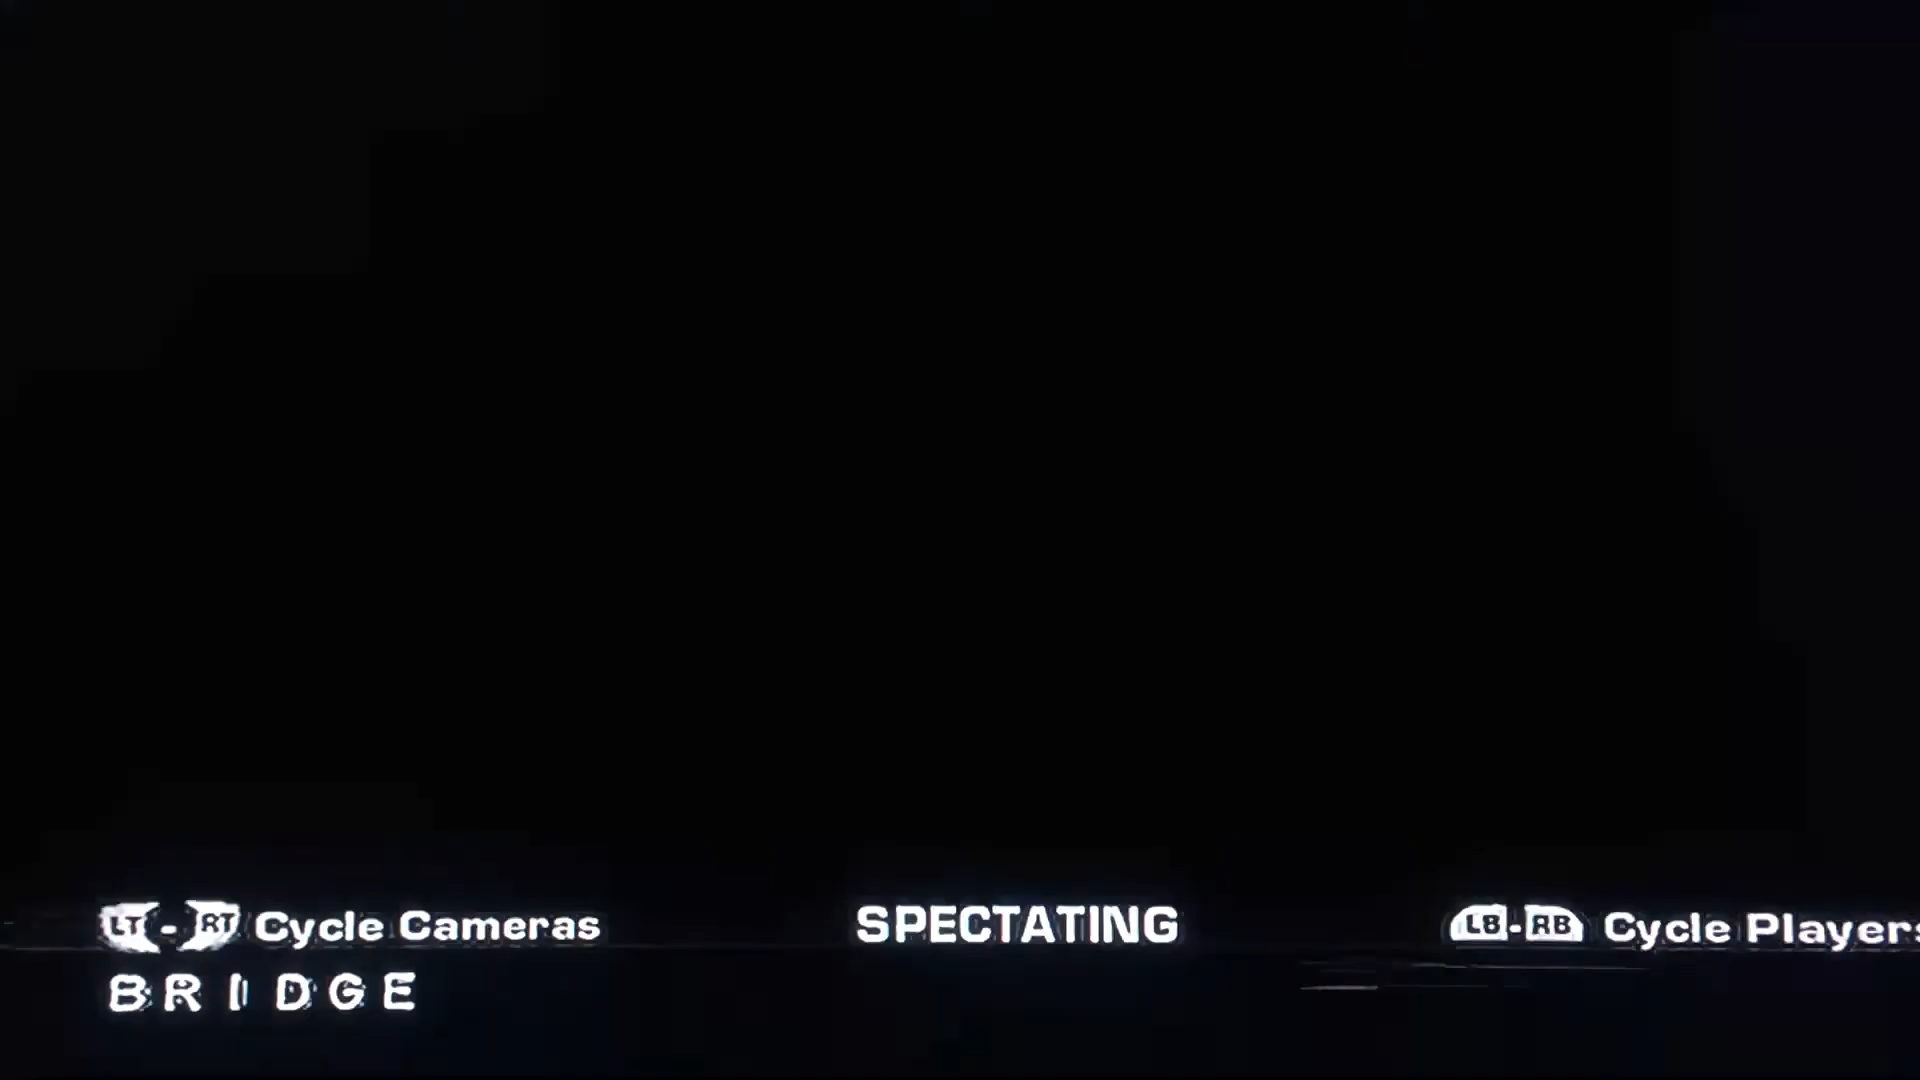 LT - RT Cycle Cameras
SPECTATING
LB - RB Cycle Players
BRIDGE